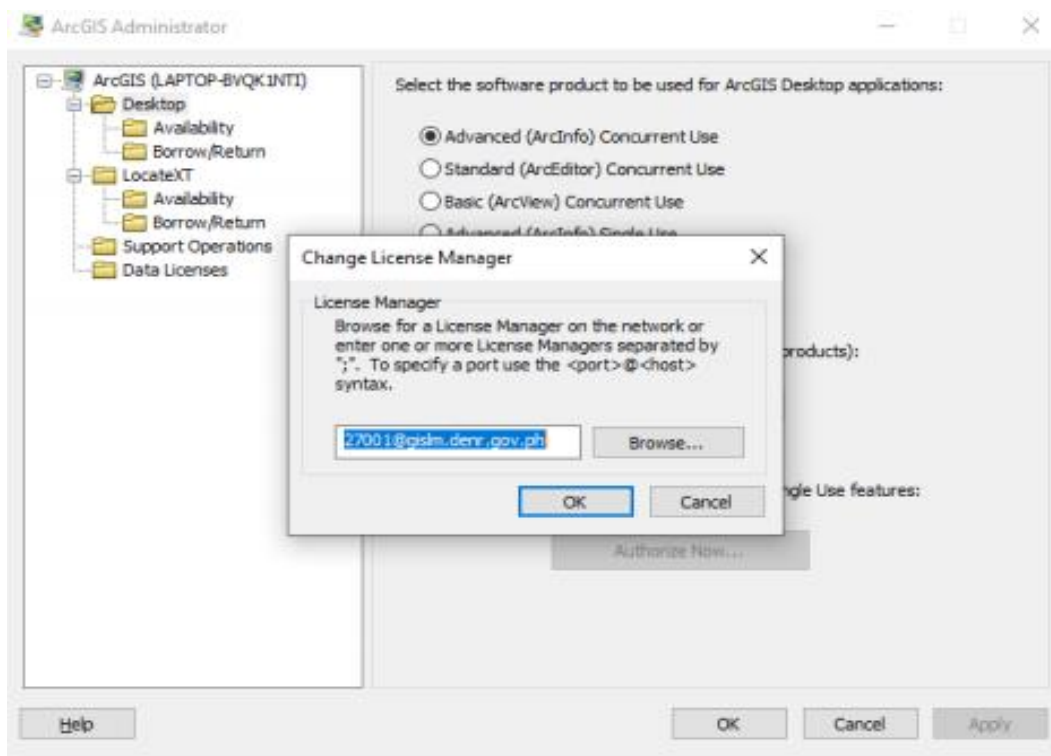 ArcGIS Administrator
ArcGIS (LAPTOP-BVQK1NTI)
Desktop
Availability
Borrow/Return
LocateXT
Availability
Borrow/Return
Support Operations
Data Licenses
Select the software product to be used for ArcGIS Desktop applications:
Advanced (ArcInfo) Concurrent Use
Standard (ArcEditor) Concurrent Use
Basic (ArcView) Concurrent Use
Advanced (ArcInfo) Single Use
Change License Manager
License Manager
Browse for a License Manager on the network or
enter one or more License Managers separated by
";". To specify a port use the <port>@<host>
syntax.
27001@gislm.denr.gov.ph
Browse...
OK
Cancel
products):
Use features:
Authorize Now...
Help
OK
Cancel
Apply